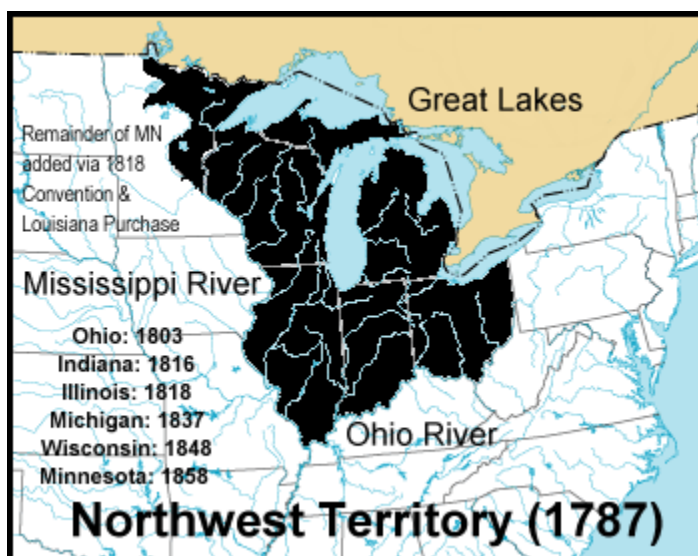 Great Lakes
Remainder of MN
added via 1818
Convention &
Louisiana Purchase
Mississippi River
Ohio: 1803
Indiana: 1816
Illinois: 1818
Michigan: 1837
Wisconsin: 1848
Minnesota: 1858
Ohio River
Northwest Territory (1787)